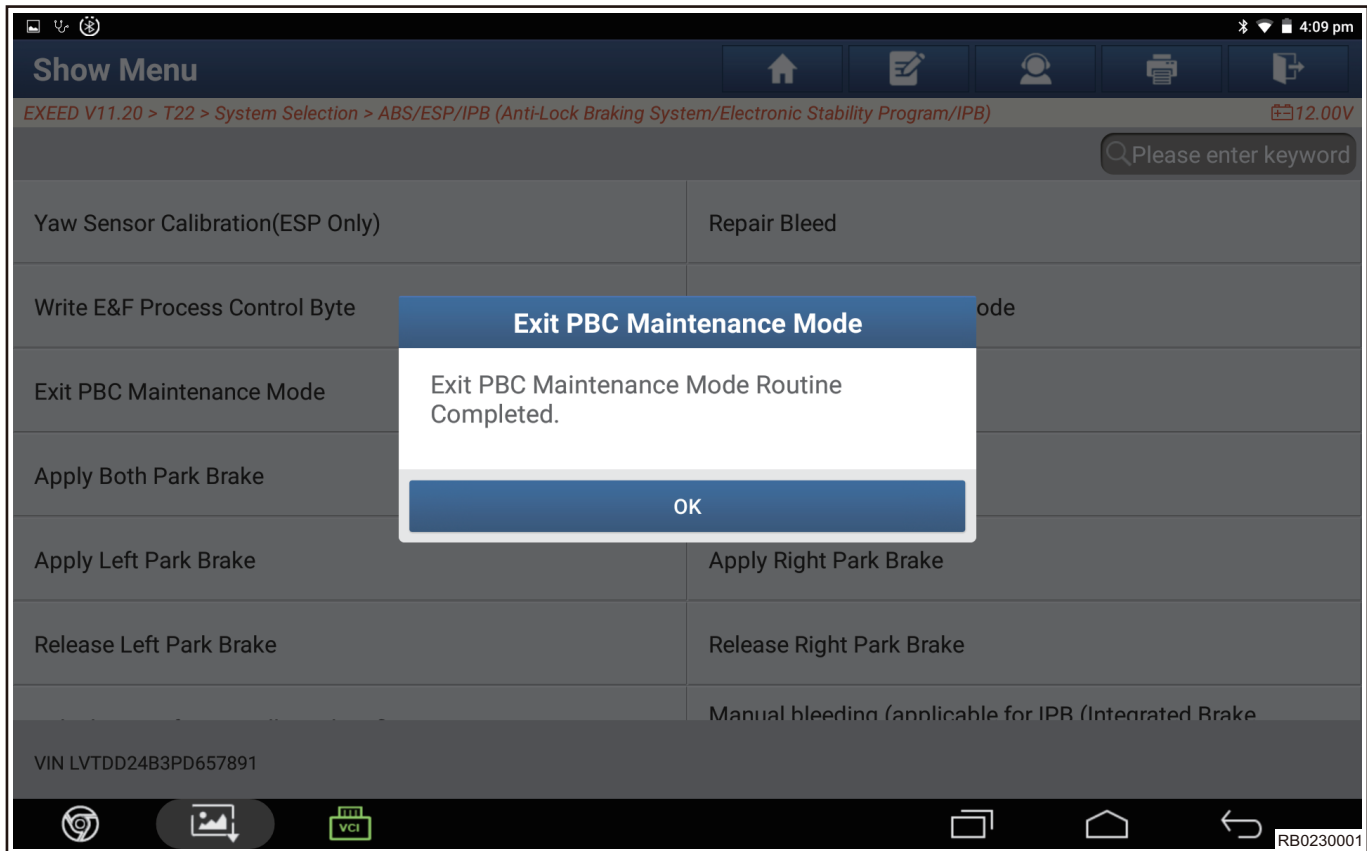 4:09 pm
Show Menu
EXEED V11.20 > T22 > System Selection > ABS/ESP/IPB (Anti-Lock Braking System/Electronic Stability Program/IPB)
12.00V
Please enter keyword
Yaw Sensor Calibration(ESP Only)
Repair Bleed
Write E&F Process Control Byte
ode
Exit PBC Maintenance Mode
Exit PBC Maintenance Mode
Exit PBC Maintenance Mode Routine
Completed.
OK
Apply Both Park Brake
Apply Left Park Brake
Apply Right Park Brake
Release Left Park Brake
Release Right Park Brake
Manual bleeding (applicable for IPB (Integrated Brake
VIN LVTDD24B3PD657891
VCI
RB0230001